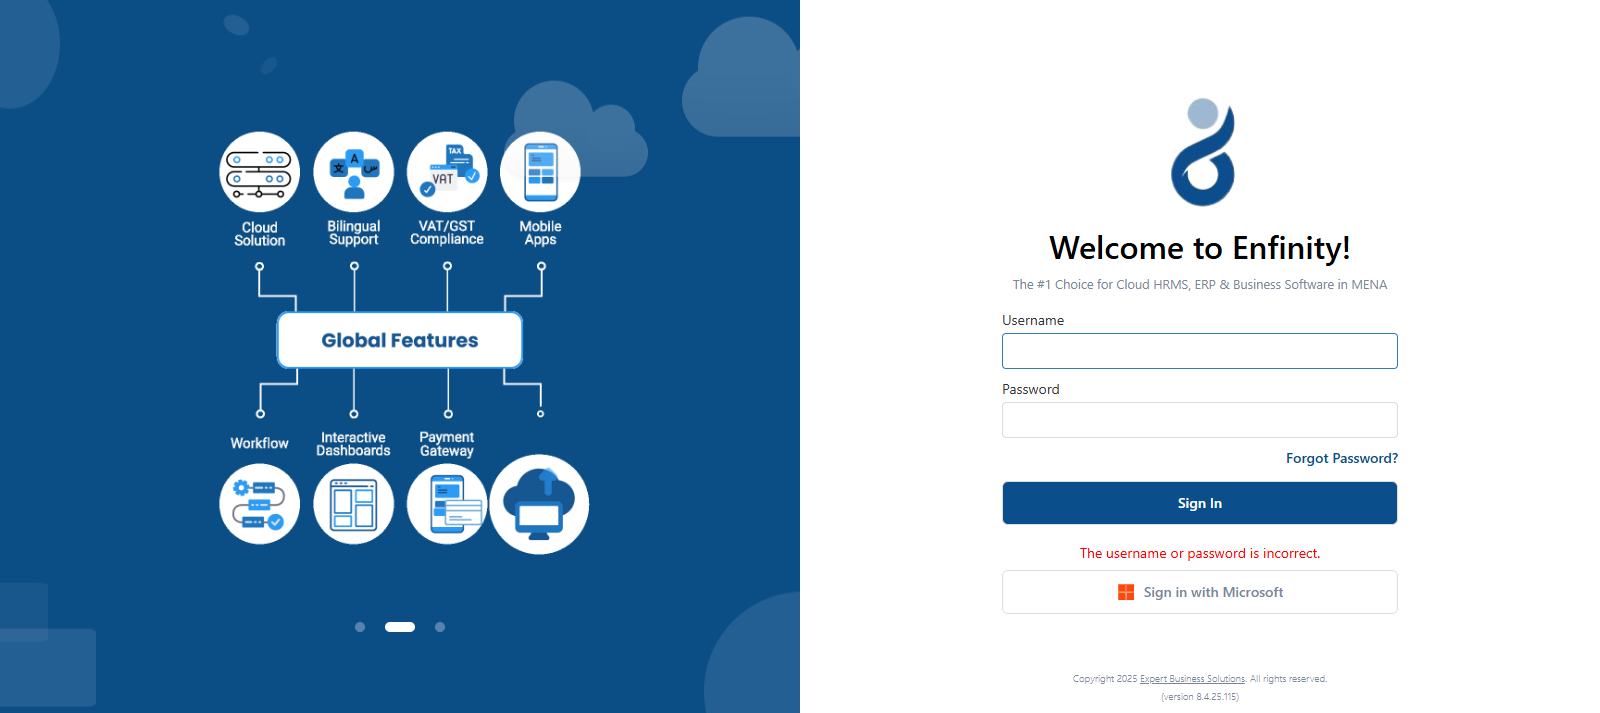 TAX
A
文
VAT
Cloud
Solution
Bilingual
Support
VAT/GST
Compliance
Mobile
Apps
Global Features
Workflow
Interactive
Dashboards
Payment
Gateway
Welcome to Enfinity!
The #1 Choice for Cloud HRMS, ERP & Business Software in MENA
Username
Password
Forgot Password?
Sign In
The username or password is incorrect.
Sign in with Microsoft
Copyright 2025 Expert Business Solutions. All rights reserved.
(version 8.4.25.115)